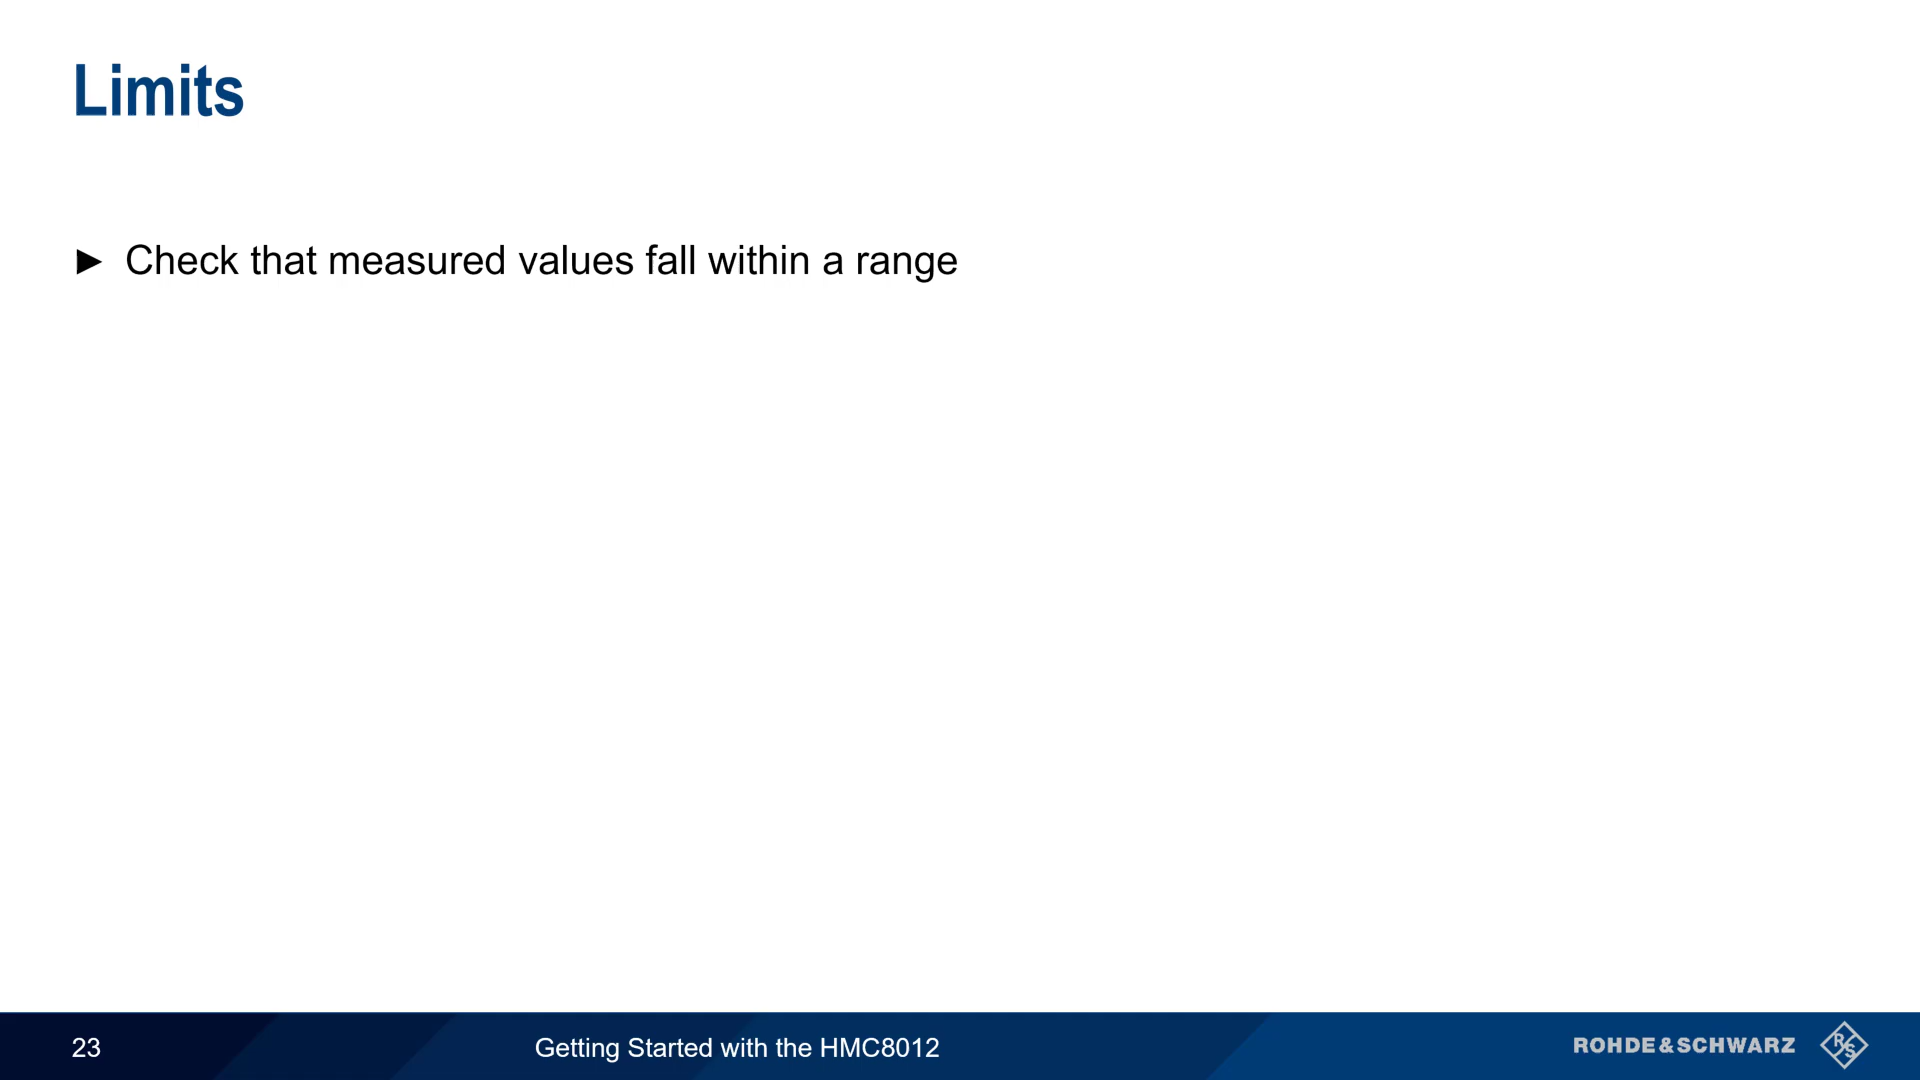 Limits
► Check that measured values fall within a range
23
Getting Started with the HMC8012
ROHDE&SCHWARZ
R&S